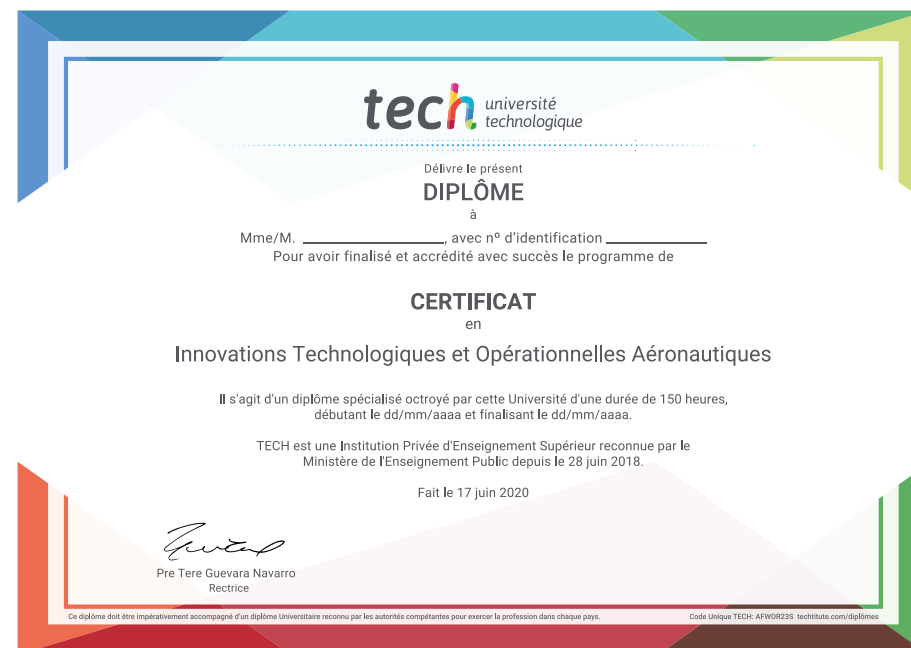 tech université
technologique
Délivre le présent
DIPLÔME
à
Mme/M. ____________, avec nº d'identification ____________
Pour avoir finalisé et accrédité avec succès le programme de
CERTIFICAT
en
Innovations Technologiques et Opérationnelles Aéronautiques
Il s'agit d'un diplôme spécialisé octroyé par cette Université d'une durée de 150 heures,
débutant le dd/mm/aaaa et finalisant le dd/mm/aaaa.
TECH est une Institution Privée d'Enseignement Supérieur reconnue par le
Ministère de l'Enseignement Public depuis le 28 juin 2018.
Fait le 17 juin 2020
Pre Tere Guevara Navarro
Rectrice
Ce diplôme doit être impérativement accompagné d'un diplôme Universitaire reconnu par les autorités compétantes pour exercer la profession dans chaque pays.
Code Unique TECH: AFWOR23S techtitute.com/diplômes